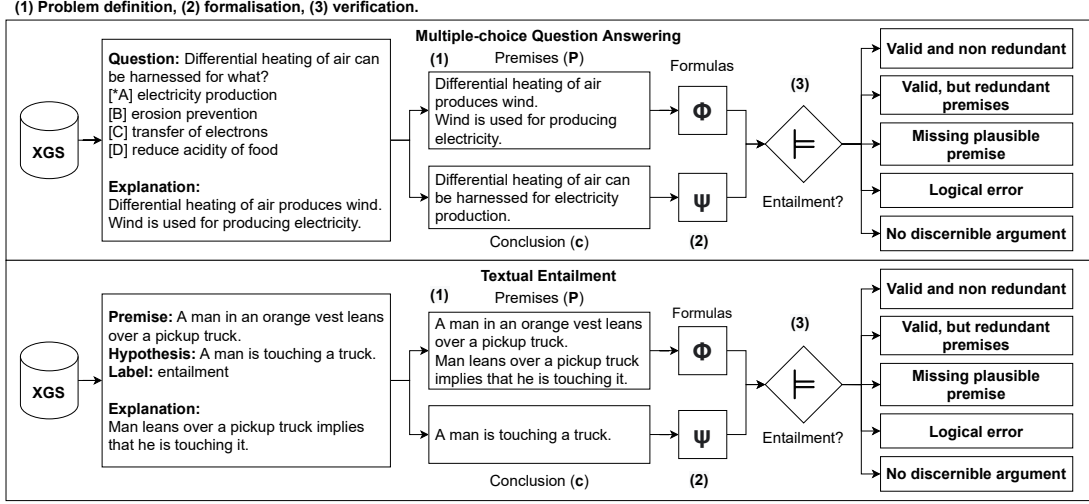 (1) Problem definition, (2) formalisation, (3) verification.
Multiple-choice Question Answering
XGS
Question: Differential heating of air can
be harnessed for what?
[*A] electricity production
[B] erosion prevention
[C] transfer of electrons
[D] reduce acidity of food
Explanation:
Differential heating of air produces wind.
Wind is used for producing electricity.
(1)
Premises (P)
Differential heating of air
produces wind.
Wind is used for producing
electricity.
Differential heating of air can
be harnessed for electricity
production.
Conclusion (c)
Formulas
Φ
Ψ
(2)
(3)
⊨
Entailment?
Valid and non redundant
Valid, but redundant
premises
Missing plausible
premise
Logical error
No discernible argument
Textual Entailment
XGS
Premise: A man in an orange vest leans
over a pickup truck.
Hypothesis: A man is touching a truck.
Label: entailment
Explanation:
Man leans over a pickup truck implies
that he is touching it.
(1)
Premises (P)
A man in an orange vest leans
over a pickup truck.
Man leans over a pickup truck
implies that he is touching it.
A man is touching a truck.
Conclusion (c)
Formulas
Φ
Ψ
(2)
(3)
⊨
Entailment?
Valid and non redundant
Valid, but redundant
premises
Missing plausible
premise
Logical error
No discernible argument